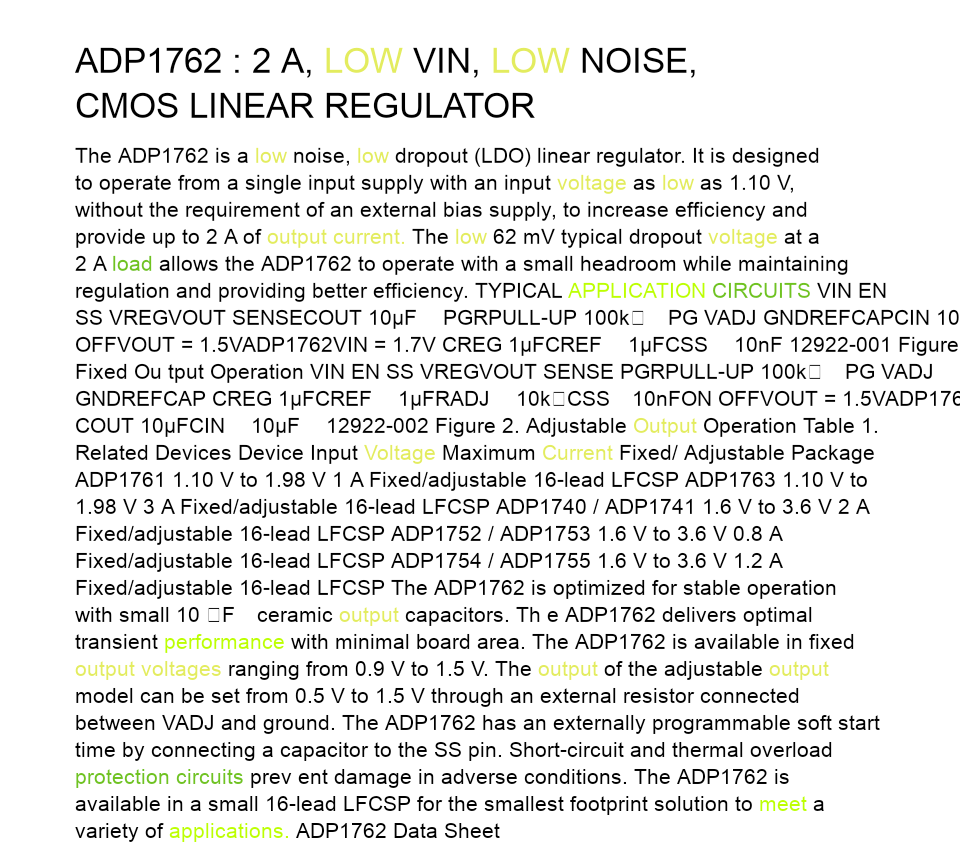 ADP1762 : 2 A, LOW VIN, LOW NOISE,
CMOS LINEAR REGULATOR
The ADP1762 is a low noise, low dropout (LDO) linear regulator. It is designed
to operate from a single input supply with an input voltage as low as 1.10 V,
without the requirement of an external bias supply, to increase efficiency and
provide up to 2 A of output current. The low 62 mV typical dropout voltage at a
2 A load allows the ADP1762 to operate with a small headroom while maintaining
regulation and providing better efficiency. TYPICAL APPLICATION CIRCUITS VIN EN
SS VREGVOUT SENSECOUT 10µF PGRPULL-UP 100k□ PG VADJ GNDREFCAPCIN 10
OFFVOUT = 1.5VADP1762VIN = 1.7V CREG 1µFCREF 1µFCSS 10nF 12922-001 Figure
Fixed Ou tput Operation VIN EN SS VREGVOUT SENSE PGRPULL-UP 100k□ PG VADJ
GNDREFCAP CREG 1µFCREF 1µFRADJ 10k□CSS 10nFON OFFVOUT = 1.5VADP176
COUT 10µFCIN 10µF 12922-002 Figure 2. Adjustable Output Operation Table 1.
Related Devices Device Input Voltage Maximum Current Fixed/ Adjustable Package
ADP1761 1.10 V to 1.98 V 1 A Fixed/adjustable 16-lead LFCSP ADP1763 1.10 V to
1.98 V 3 A Fixed/adjustable 16-lead LFCSP ADP1740 / ADP1741 1.6 V to 3.6 V 2 A
Fixed/adjustable 16-lead LFCSP ADP1752 / ADP1753 1.6 V to 3.6 V 0.8 A
Fixed/adjustable 16-lead LFCSP ADP1754 / ADP1755 1.6 V to 3.6 V 1.2 A
Fixed/adjustable 16-lead LFCSP The ADP1762 is optimized for stable operation
with small 10 □F ceramic output capacitors. Th e ADP1762 delivers optimal
transient performance with minimal board area. The ADP1762 is available in fixed
output voltages ranging from 0.9 V to 1.5 V. The output of the adjustable output
model can be set from 0.5 V to 1.5 V through an external resistor connected
between VADJ and ground. The ADP1762 has an externally programmable soft start
time by connecting a capacitor to the SS pin. Short-circuit and thermal overload
protection circuits prev ent damage in adverse conditions. The ADP1762 is
available in a small 16-lead LFCSP for the smallest footprint solution to meet a
variety of applications. ADP1762 Data Sheet